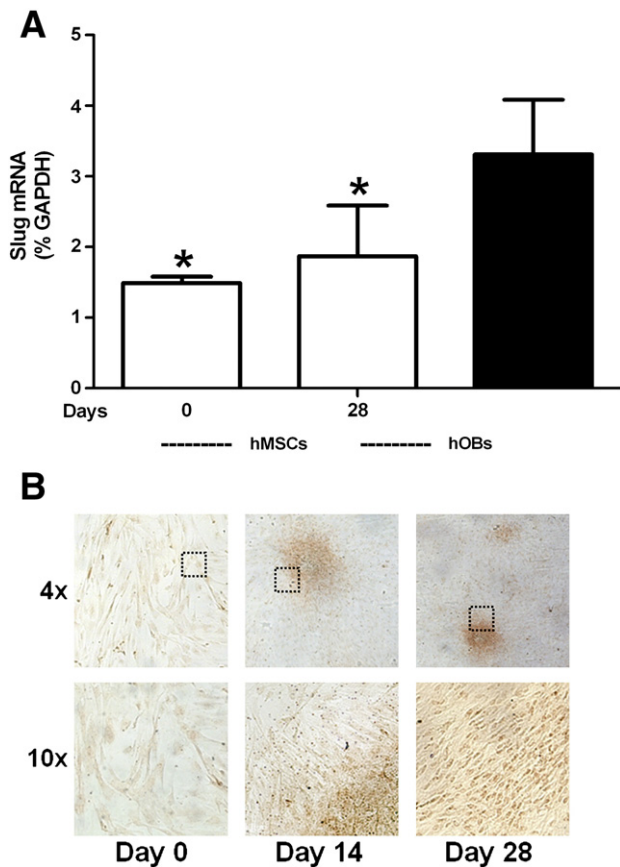 A
5
4
3
2
1
0
Slug mRNA
(% GAPDH)
*
*
Days 0 28
hMSCs hOBs
B
4x
10x
Day 0 Day 14 Day 28